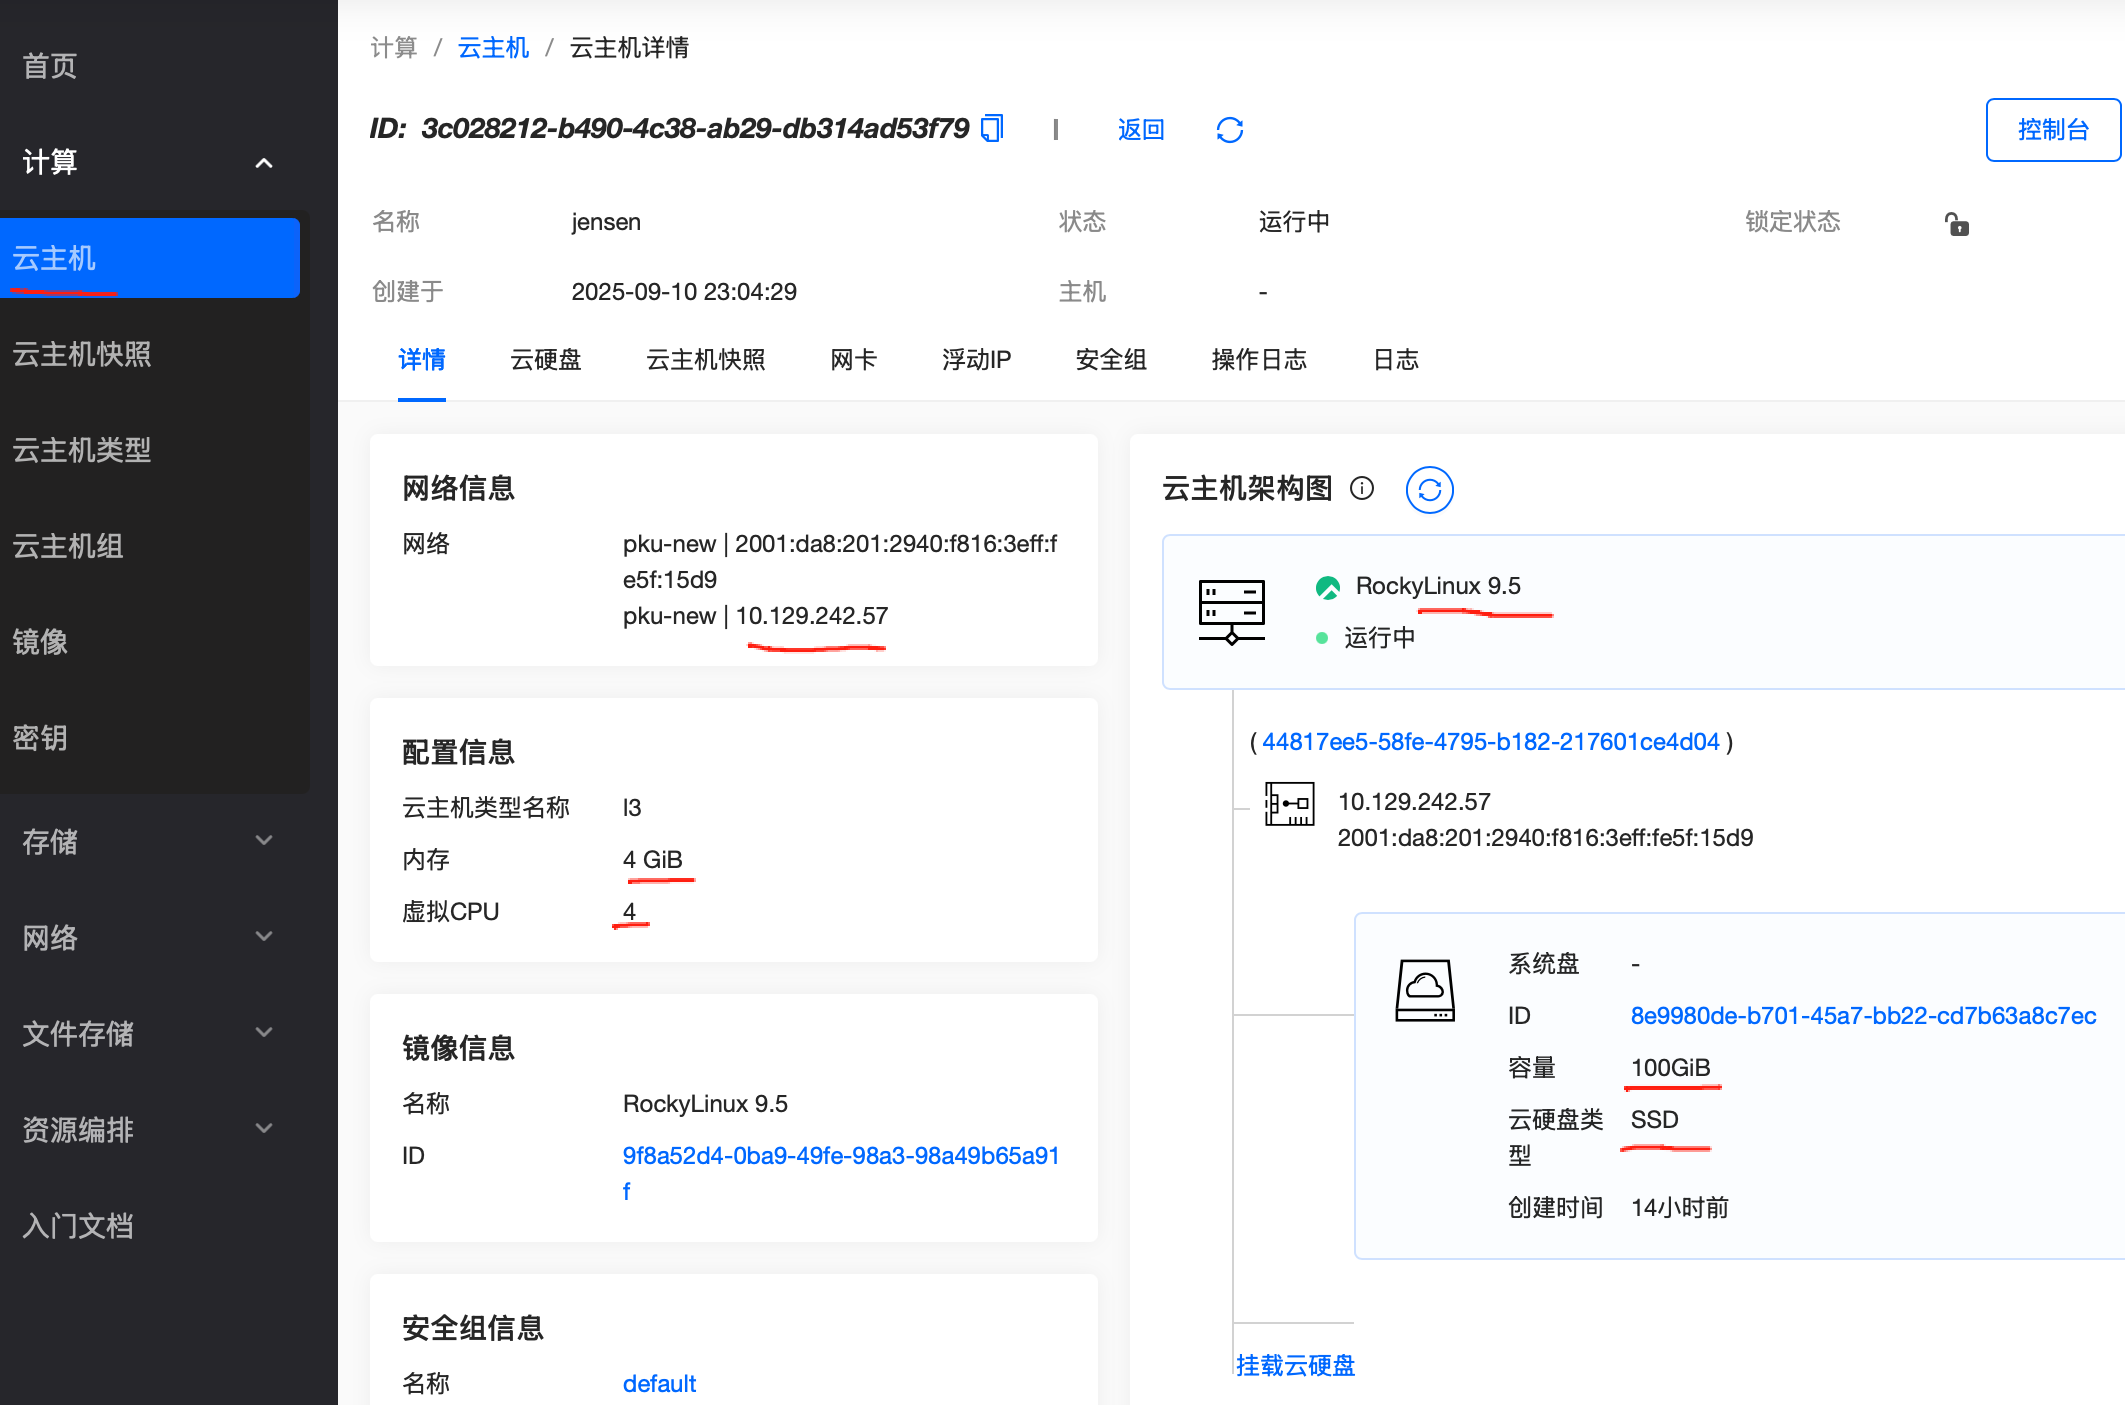 首页
计算
云主机
云主机快照
云主机类型
云主机组
镜像
密钥
存储
网络
文件存储
资源编排
入门文档
计算 / 云主机 / 云主机详情
ID: 3c028212-b490-4c38-ab29-db314ad53f79 返回
控制台
名称 jensen 状态 运行中 锁定状态
创建于 2025-09-10 23:04:29 主机 -
详情 云硬盘 云主机快照 网卡 浮动IP 安全组 操作日志 日志
网络信息
网络 pku-new | 2001:da8:201:2940:f816:3eff:f
e5f:15d9
pku-new | 10.129.242.57
配置信息
云主机类型名称 l3
内存 4 GiB
虚拟CPU 4
镜像信息
名称 RockyLinux 9.5
ID 9f8a52d4-0ba9-49fe-98a3-98a49b65a91
f
安全组信息
名称 default
云主机架构图
RockyLinux 9.5
运行中
( 44817ee5-58fe-4795-b182-217601ce4d04 )
10.129.242.57
2001:da8:201:2940:f816:3eff:fe5f:15d9
系统盘 -
ID 8e9980de-b701-45a7-bb22-cd7b63a8c7ec
容量 100GiB
云硬盘类 SSD
型
创建时间 14小时前
挂载云硬盘